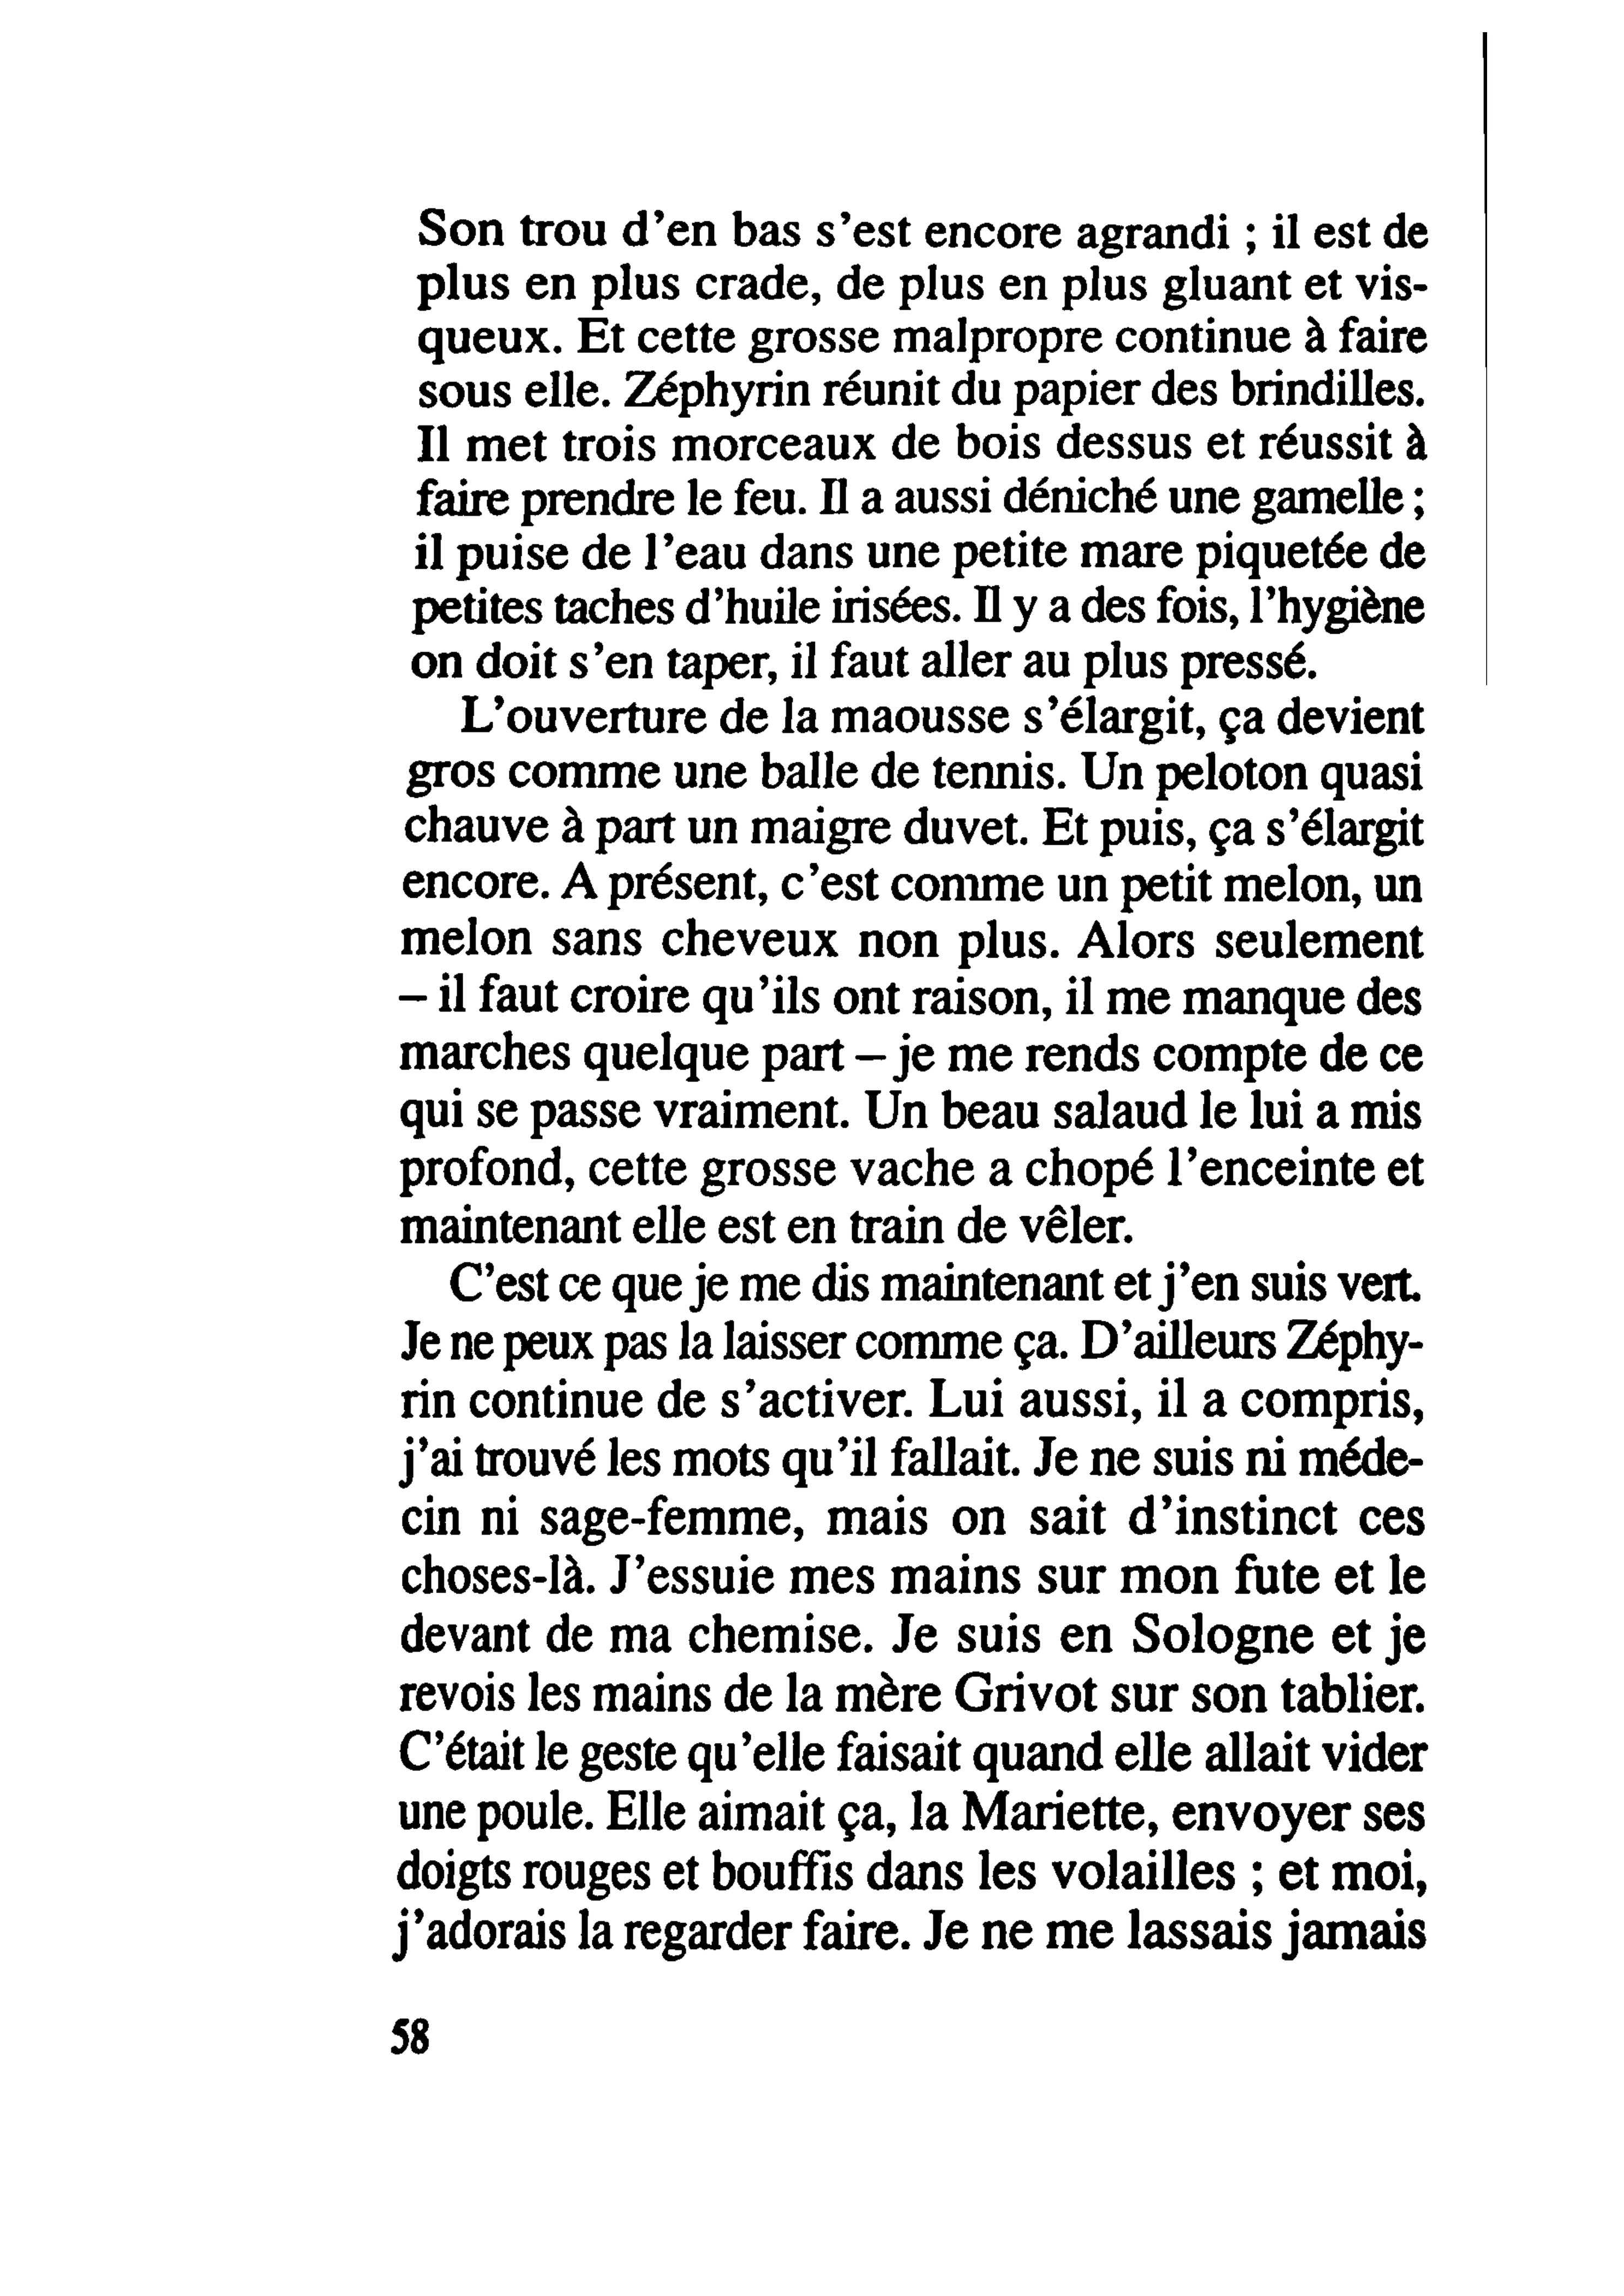 Son trou d'en bas s'est encore agrandi ; il est de
plus en plus crade, de plus en plus gluant et vis-
queux. Et cette grosse malpropre continue à faire
sous elle. Zéphyrin réunit du papier des brindilles.
Il met trois morceaux de bois dessus et réussit à
faire prendre le feu. Il a aussi déniché une gamelle ;
il puise de l'eau dans une petite mare piquetée de
petites taches d'huile irisées. Il y a des fois, l'hygiène
on doit s'en taper, il faut aller au plus pressé.
L'ouverture de la maousse s'élargit, ça devient
gros comme une balle de tennis. Un peloton quasi
chauve à part un maigre duvet. Et puis, ça s'élargit
encore. A présent, c'est comme un petit melon, un
melon sans cheveux non plus. Alors seulement
– il faut croire qu'ils ont raison, il me manque des
marches quelque part – je me rends compte de ce
qui se passe vraiment. Un beau salaud le lui a mis
profond, cette grosse vache a chopé l'enceinte et
maintenant elle est en train de vêler.
C'est ce que je me dis maintenant et j'en suis vert.
Je ne peux pas la laisser comme ça. D'ailleurs Zéphy-
rin continue de s'activer. Lui aussi, il a compris,
j'ai trouvé les mots qu'il fallait. Je ne suis ni méde-
cin ni sage-femme, mais on sait d'instinct ces
choses-là. J'essuie mes mains sur mon fute et le
devant de ma chemise. Je suis en Sologne et je
revois les mains de la mère Grivot sur son tablier.
C'était le geste qu'elle faisait quand elle allait vider
une poule. Elle aimait ça, la Mariette, envoyer ses
doigts rouges et bouffis dans les volailles ; et moi,
j'adorais la regarder faire. Je ne me lassais jamais
58